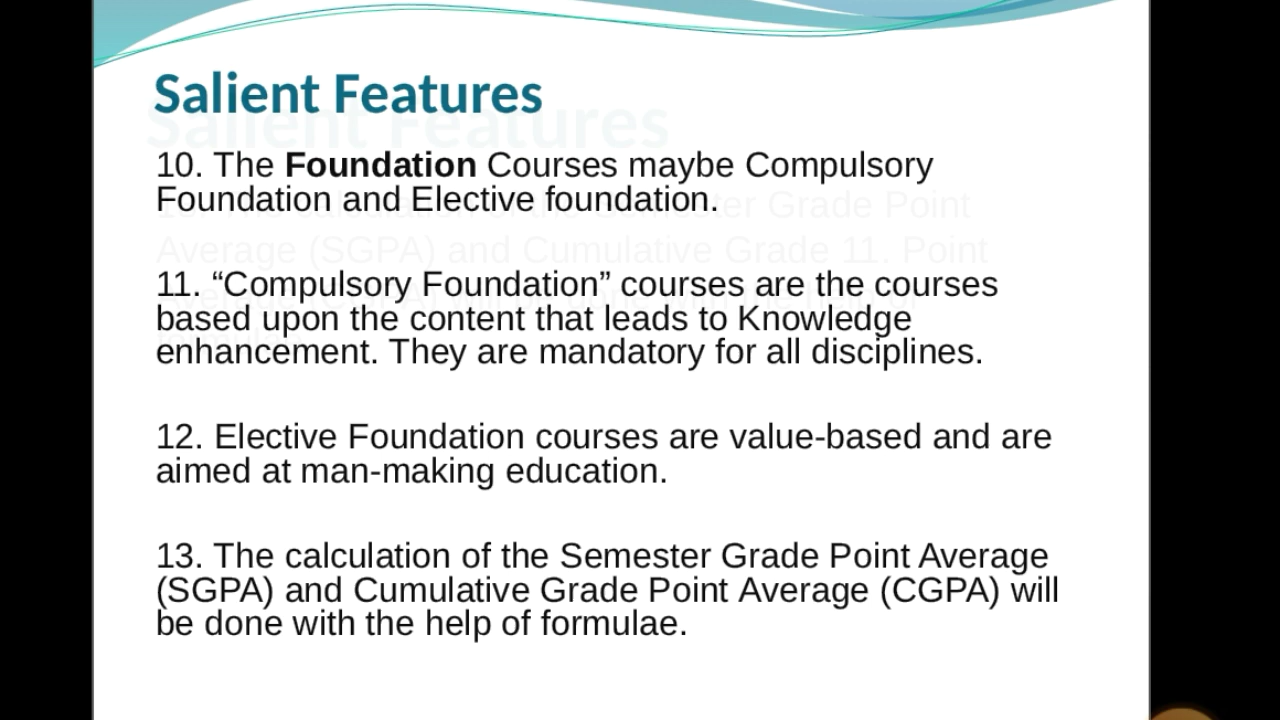 Salient Features
10. The Foundation Courses maybe Compulsory
Foundation and Elective foundation.
11. “Compulsory Foundation” courses are the courses
based upon the content that leads to Knowledge
enhancement. They are mandatory for all disciplines.
12. Elective Foundation courses are value-based and are
aimed at man-making education.
13. The calculation of the Semester Grade Point Average
(SGPA) and Cumulative Grade Point Average (CGPA) will
be done with the help of formulae.